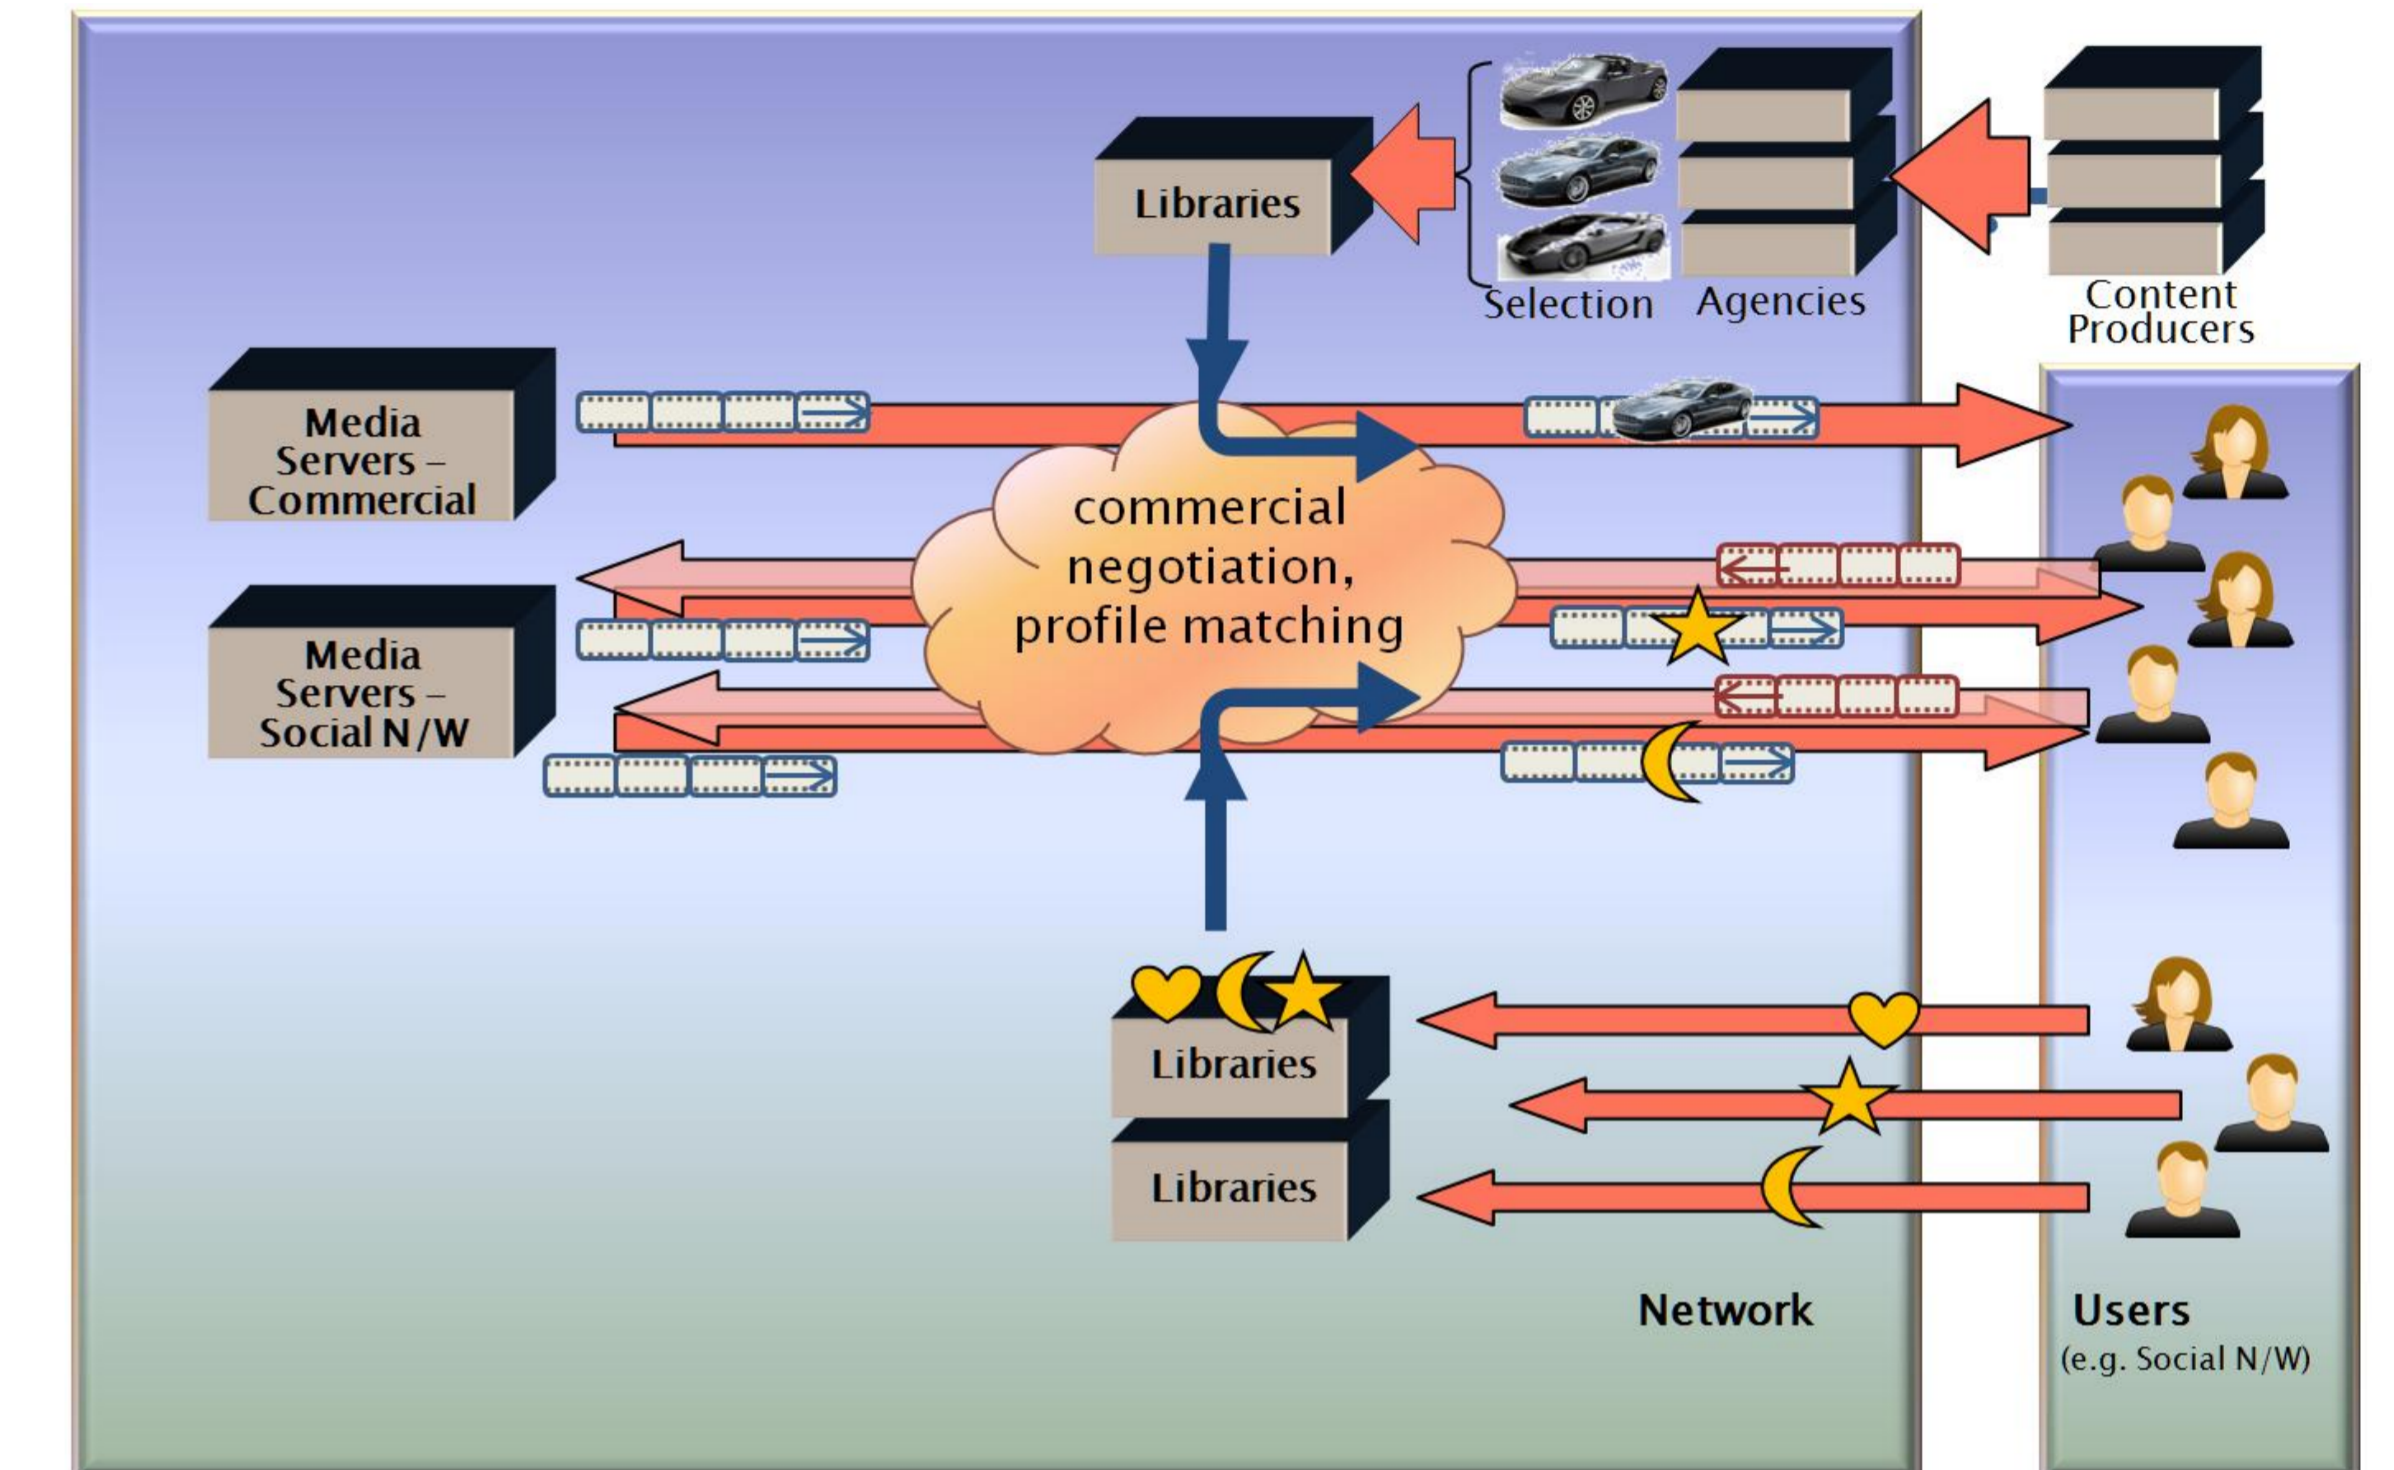 Libraries
Selection
Agencies
Content
Producers
Media
Servers –
Commercial
commercial
negotiation,
profile matching
Media
Servers –
Social N/W
Libraries
Libraries
Network
Users
(e.g. Social N/W)